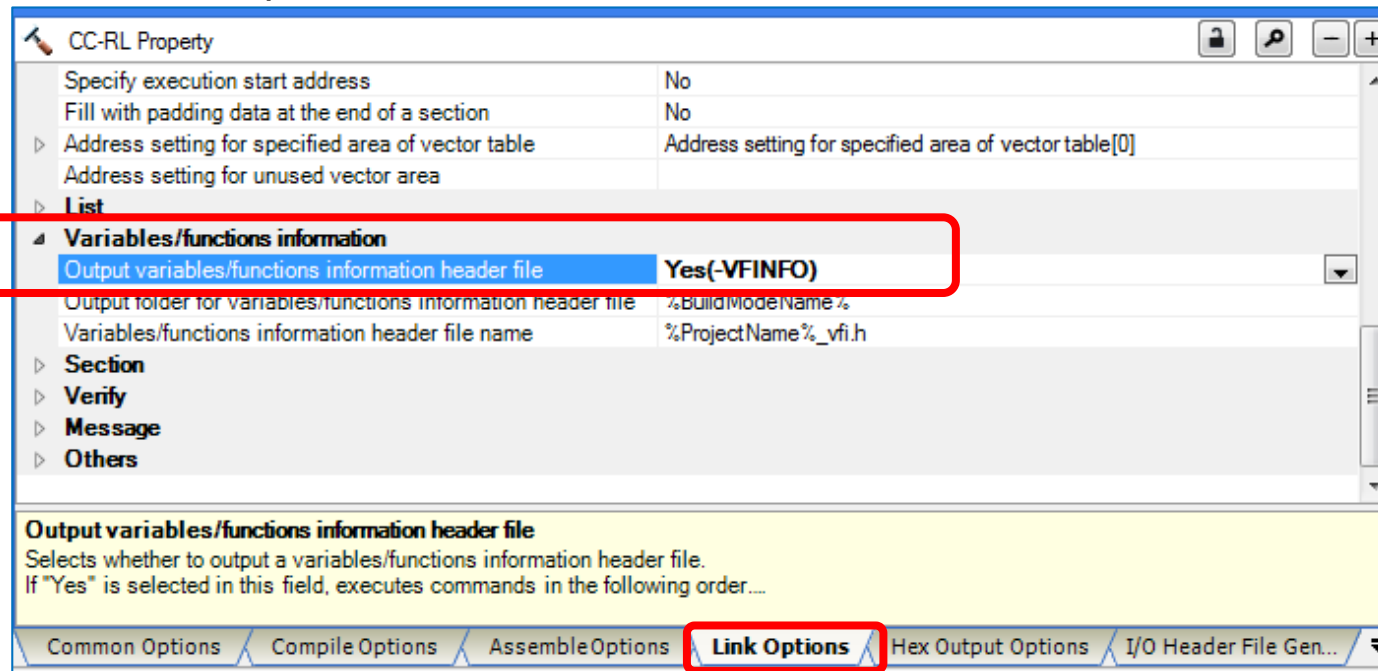 CC-RL Property
Specify execution start address No
Fill with padding data at the end of a section No
Address setting for specified area of vector table Address setting for specified area of vector table[0]
Address setting for unused vector area
List
Variables/functions information
Output variables/functions information header file Yes(-VFINFO)
Output folder for variables/functions information header file %BuildModeName%
Variables/functions information header file name %ProjectName%_vfi.h
Section
Verify
Message
Others
Output variables/functions information header file
Selects whether to output a variables/functions information header file.
If "Yes" is selected in this field, executes commands in the following order....
Common Options Compile Options Assemble Options Link Options Hex Output Options I/O Header File Gen...